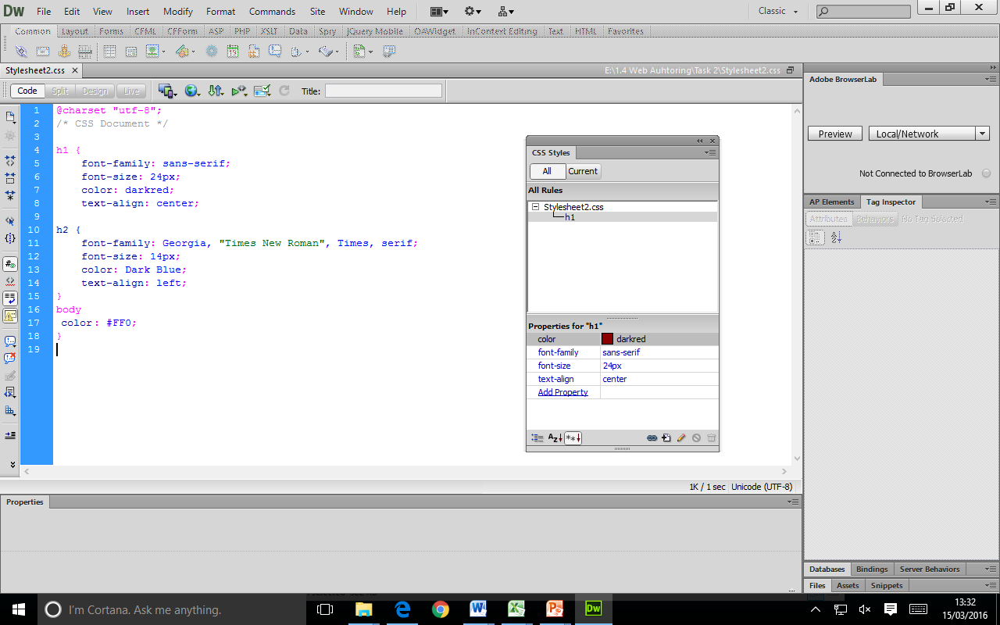 Dw File Edit View Insert Modify Format Commands Site Window Help Classic
Common Layout Forms CFML CFForm ASP PHP XSLT Data Spry jQuery Mobile OAWidget InContext Editing Text HTML Favorites
Stylesheet2.css × E:\1.4 Web Auhtoring\Task 2\Stylesheet2.css
Code Split Design Live Title:
1 @charset "utf-8";
2 /* CSS Document */
3
4 h1 {
5 font-family: sans-serif;
6 font-size: 24px;
7 color: darkred;
8 text-align: center;
9
10 h2 {
11 font-family: Georgia, "Times New Roman", Times, serif;
12 font-size: 14px;
13 color: Dark Blue;
14 text-align: left;
15 }
16 body
17 color: #FF0;
18 }
19
CSS Styles
All Current
All Rules
Stylesheet2.css
h1
Properties for "h1"
color darkred
font-family sans-serif
font-size 24px
text-align center
Add Property
Adobe BrowserLab
Preview Local/Network
Not Connected to BrowserLab
AP Elements Tag Inspector
Attributes Behaviors No Tag Selected
1K / 1 sec Unicode (UTF-8)
Properties
Databases Bindings Server Behaviors
Files Assets Snippets
I'm Cortana. Ask me anything.
Dw
13:32
15/03/2016